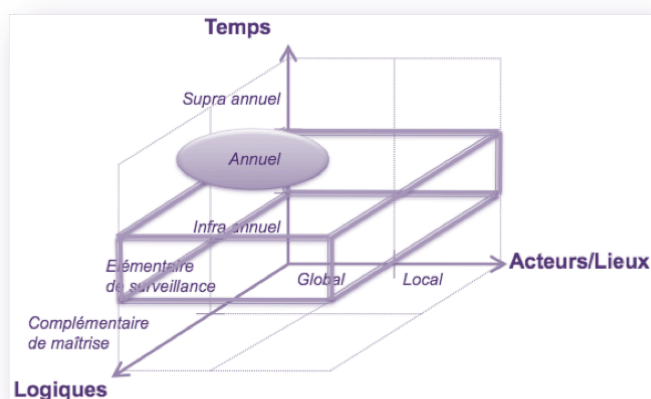 Temps
Supra annuel
Annuel
Infra annuel
Elémentaire
de surveillance
Global
Local
Acteurs/Lieux
Complémentaire
de maîtrise
Logiques